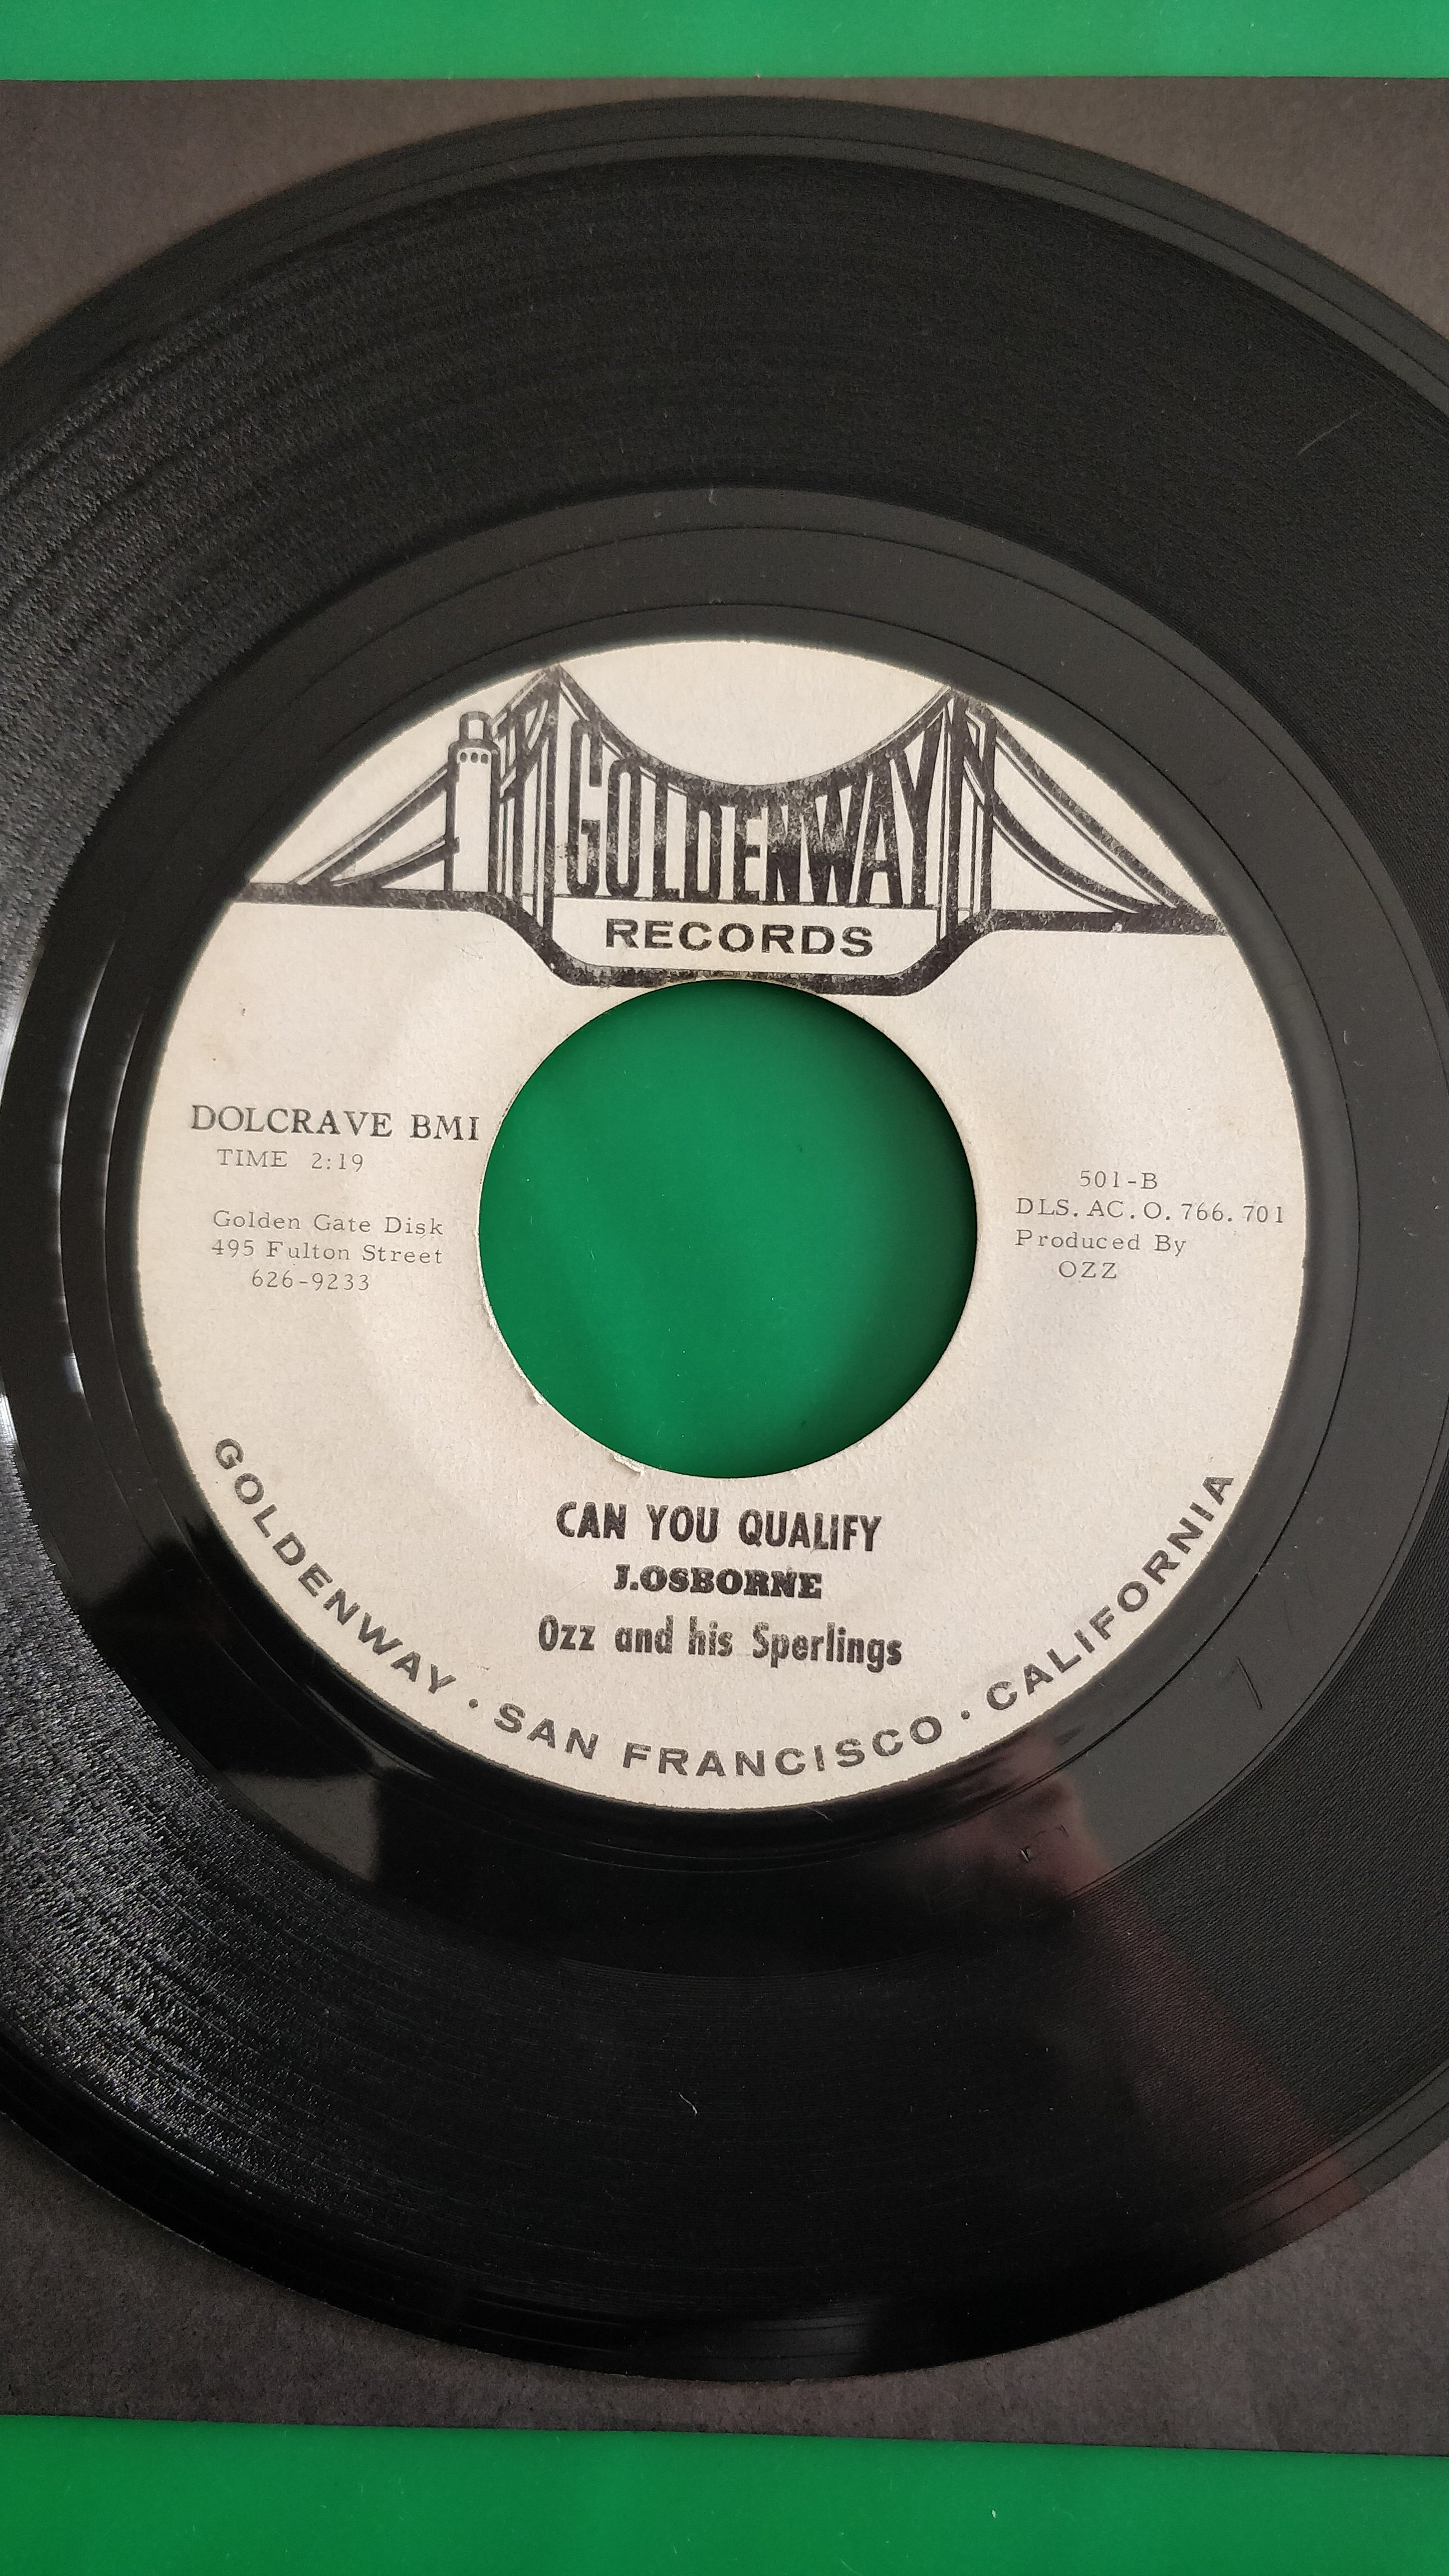 GOLDENWAY
RECORDS
DOLCRAVE BMI
TIME 2:19
Golden Gate Disk
495 Fulton Street
626-9233
501-B
DLS. AC. O. 766. 701
Produced By
OZZ
CAN YOU QUALIFY
J.OSBORNE
Ozz and his Sperlings
GOLDENWAY · SAN FRANCISCO · CALIFORNIA